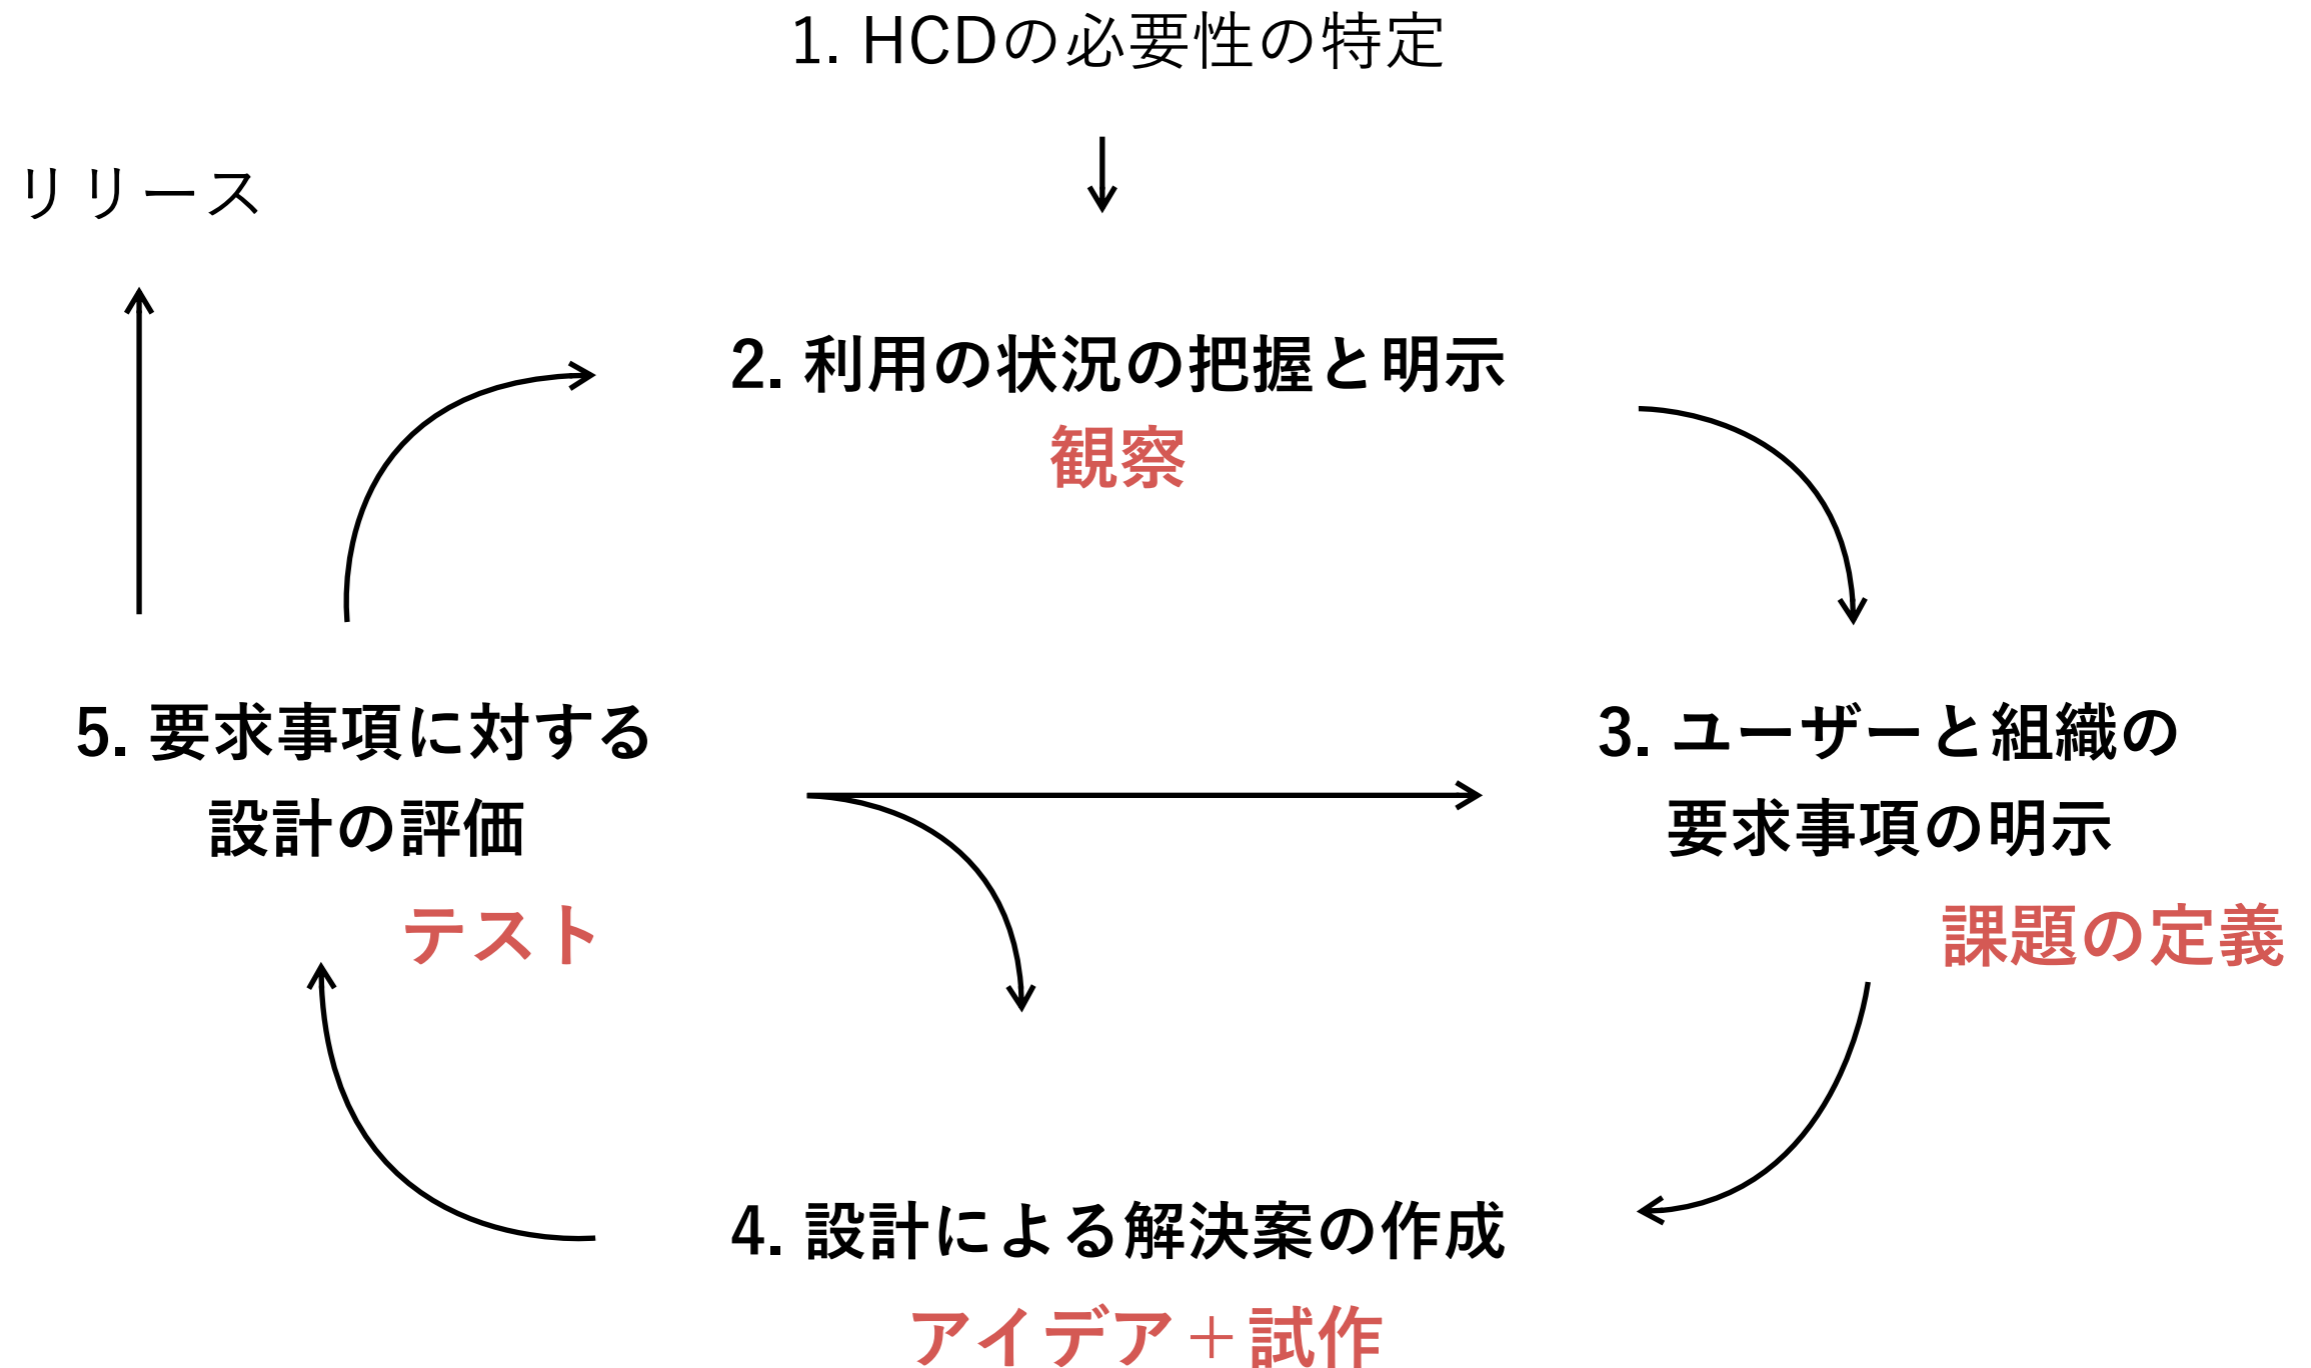 1. HCDの必要性の特定
リリース
2. 利用の状況の把握と明示
観察
5. 要求事項に対する
設計の評価
テスト
3. ユーザーと組織の
要求事項の明示
課題の定義
4. 設計による解決案の作成
アイデア＋試作